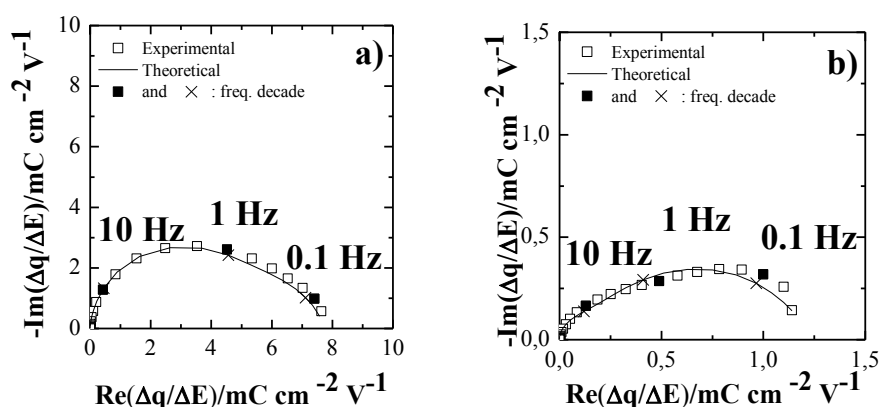 a)
□ Experimental
— Theoretical
■ and × : freq. decade
10 Hz
1 Hz
0.1 Hz
10
8
6
4
2
0
0 2 4 6 8 10
-Im(Δq/ΔE)/mC cm -2 V-1
Re(Δq/ΔE)/mC cm -2 V-1
b)
□ Experimental
— Theoretical
■ and × : freq. decade
10 Hz
1 Hz
0.1 Hz
1,5
1,0
0,5
0,0
0,0 0,5 1,0 1,5
-Im(Δq/ΔE)/mC cm -2 V-1
Re(Δq/ΔE)/mC cm -2 V-1